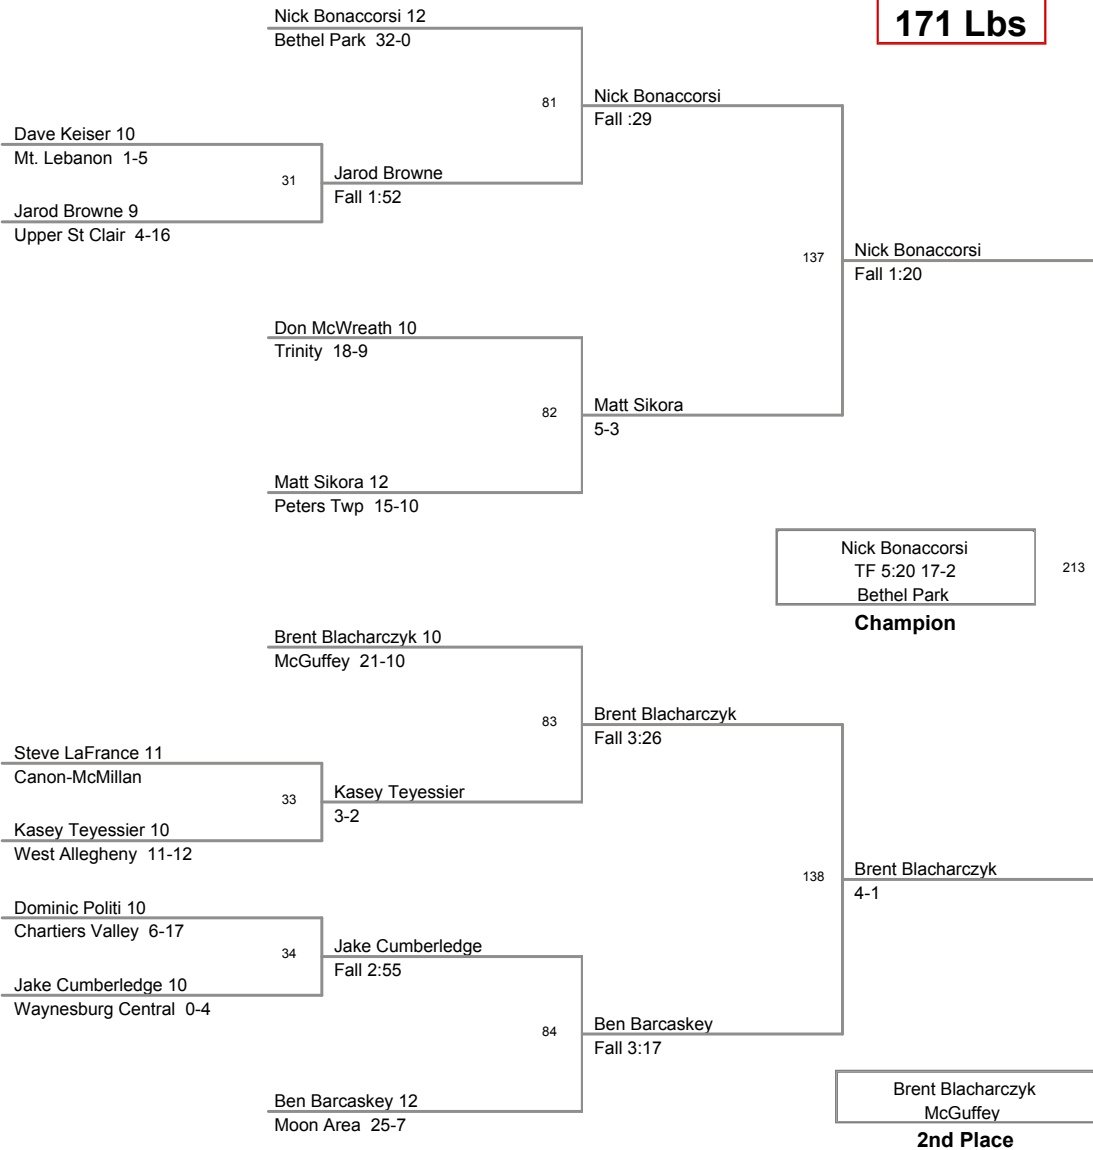 171 Lbs
Nick Bonaccorsi 12
Bethel Park 32-0
81
Nick Bonaccorsi
Fall :29
Dave Keiser 10
Mt. Lebanon 1-5
31
Jarod Browne
Fall 1:52
Jarod Browne 9
Upper St Clair 4-16
137
Nick Bonaccorsi
Fall 1:20
Don McWreath 10
Trinity 18-9
82
Matt Sikora
5-3
Matt Sikora 12
Peters Twp 15-10
Nick Bonaccorsi
TF 5:20 17-2
Bethel Park
213
Champion
Brent Blacharczyk 10
McGuffey 21-10
83
Brent Blacharczyk
Fall 3:26
Steve LaFrance 11
Canon-McMillan
33
Kasey Teyessier
3-2
Kasey Teyessier 10
West Allegheny 11-12
138
Brent Blacharczyk
4-1
Dominic Politi 10
Chartiers Valley 6-17
34
Jake Cumberledge
Fall 2:55
Jake Cumberledge 10
Waynesburg Central 0-4
84
Ben Barcaskey
Fall 3:17
Ben Barcaskey 12
Moon Area 25-7
Brent Blacharczyk
McGuffey
2nd Place